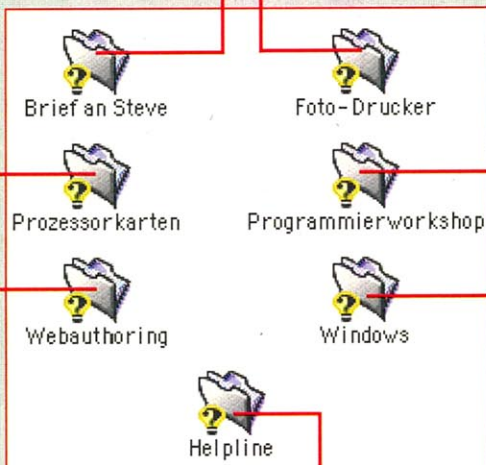 Brief an Steve
Foto-Drucker
Prozessorkarten
Programmierworkshop
Webauthoring
Windows
Helpline